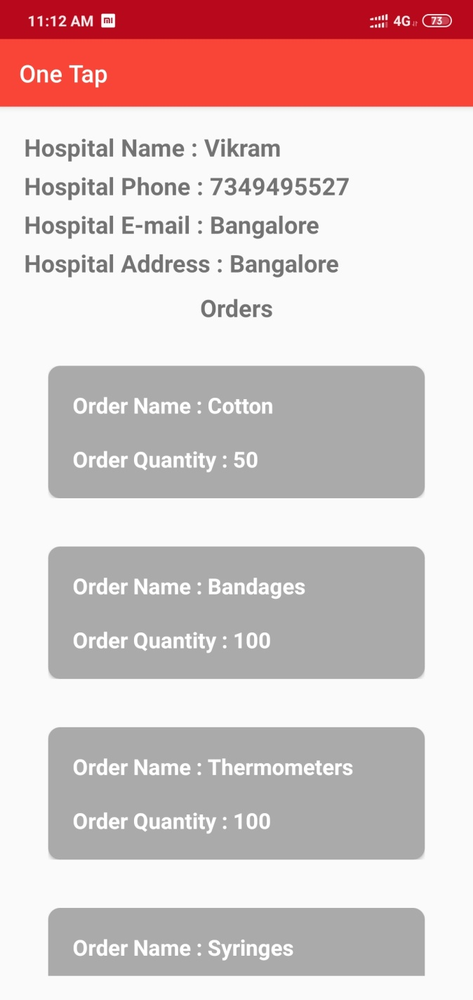 11:12 AM mi 4G 73
One Tap
Hospital Name : Vikram
Hospital Phone : 7349495527
Hospital E-mail : Bangalore
Hospital Address : Bangalore
Orders
Order Name : Cotton
Order Quantity : 50
Order Name : Bandages
Order Quantity : 100
Order Name : Thermometers
Order Quantity : 100
Order Name : Syringes